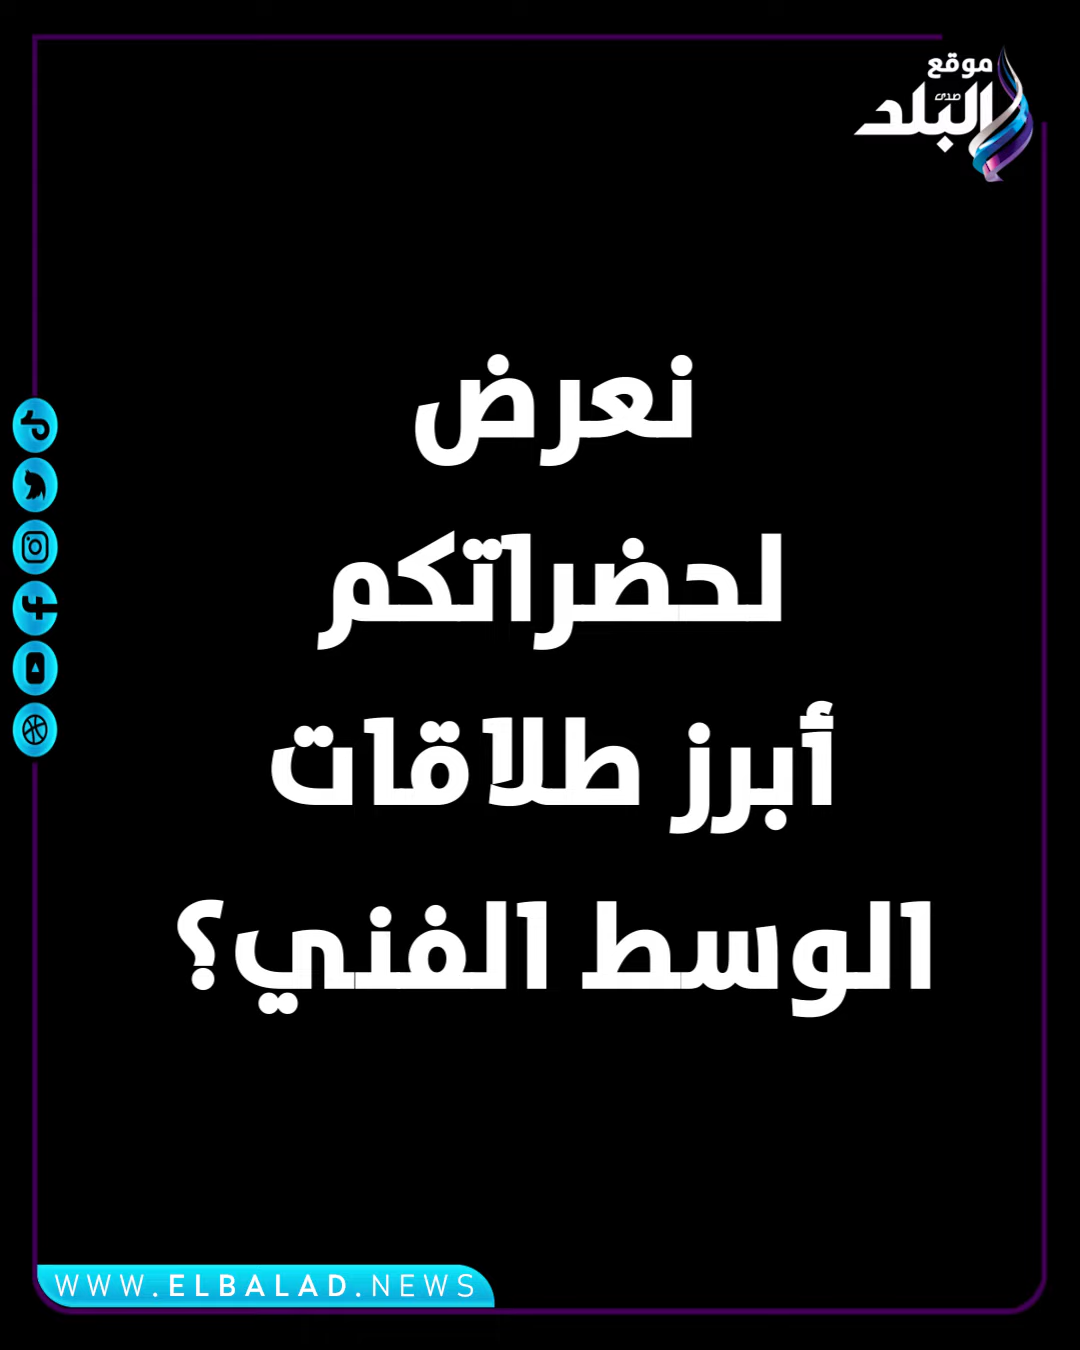 موقع
صدى
البلد
نعرض
لحضراتكم
أبرز طلاقات
الوسط الفني؟
WWW.ELBALAD.NEWS